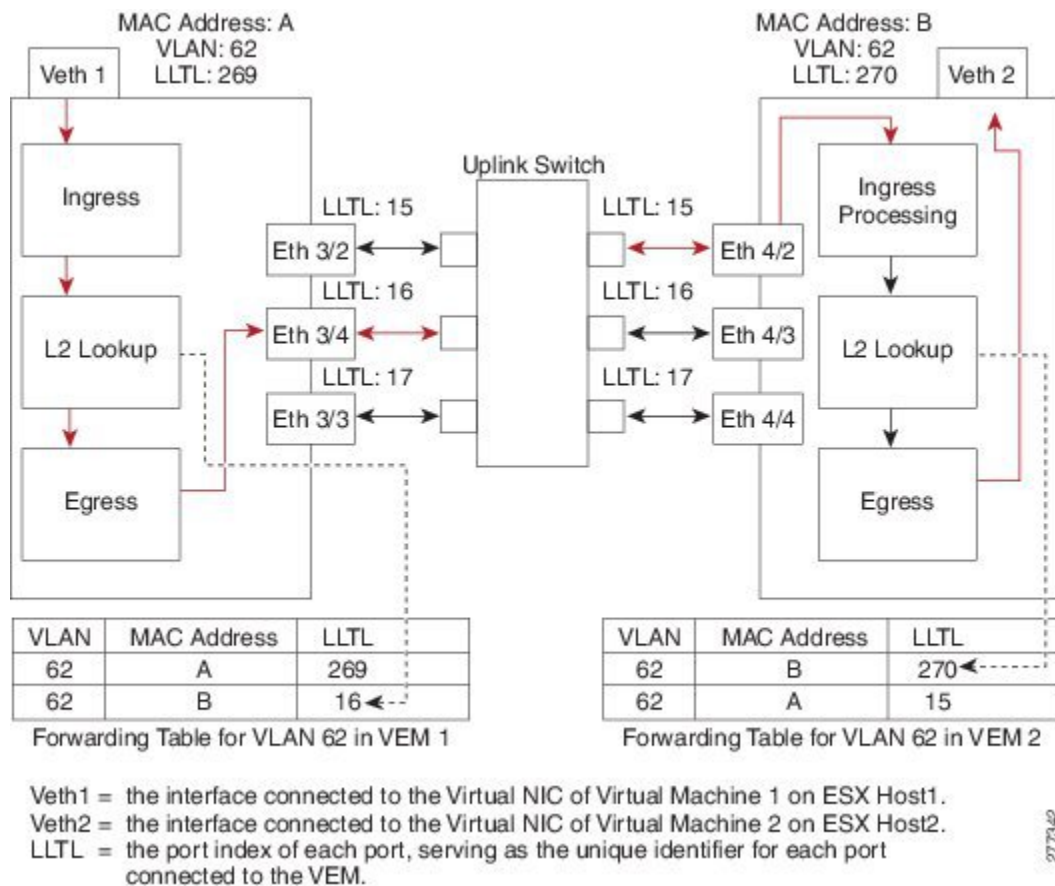 MAC Address: A
VLAN: 62
LLTL: 269
Veth 1
MAC Address: B
VLAN: 62
LLTL: 270
Veth 2
Ingress
L2 Lookup
Egress
Uplink Switch
LLTL: 15
Eth 3/2
LLTL: 16
Eth 3/4
LLTL: 17
Eth 3/3
LLTL: 15
Eth 4/2
LLTL: 16
Eth 4/3
LLTL: 17
Eth 4/4
Ingress
Processing
L2 Lookup
Egress
VLAN MAC Address LLTL
62 A 269
62 B 16
Forwarding Table for VLAN 62 in VEM 1
VLAN MAC Address LLTL
62 B 270
62 A 15
Forwarding Table for VLAN 62 in VEM 2
Veth1 = the interface connected to the Virtual NIC of Virtual Machine 1 on ESX Host1.
Veth2 = the interface connected to the Virtual NIC of Virtual Machine 2 on ESX Host2.
LLTL = the port index of each port, serving as the unique identifier for each port
connected to the VEM.
277342